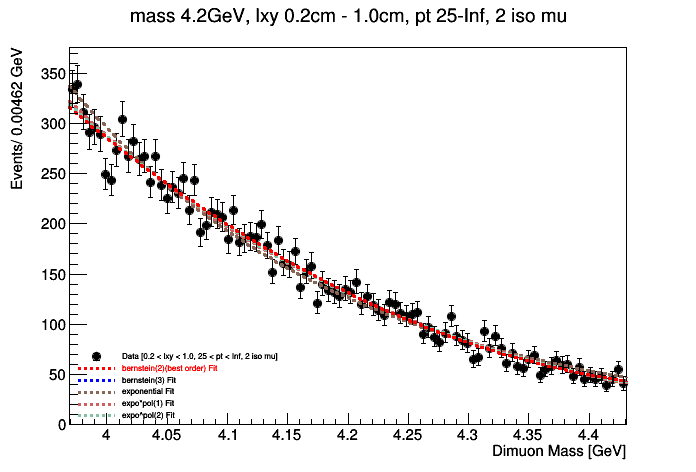 mass 4.2GeV, lxy 0.2cm - 1.0cm, pt 25-Inf, 2 iso mu
Events/ 0.00462 GeV
350
300
250
200
150
100
50
0
Data [0.2 < lxy < 1.0, 25 < pt < Inf, 2 iso mu]
bernstein(2)(best order) Fit
bernstein(3) Fit
exponential Fit
expo*pol(1) Fit
expo*pol(2) Fit
4 4.05 4.1 4.15 4.2 4.25 4.3 4.35 4.4
Dimuon Mass [GeV]